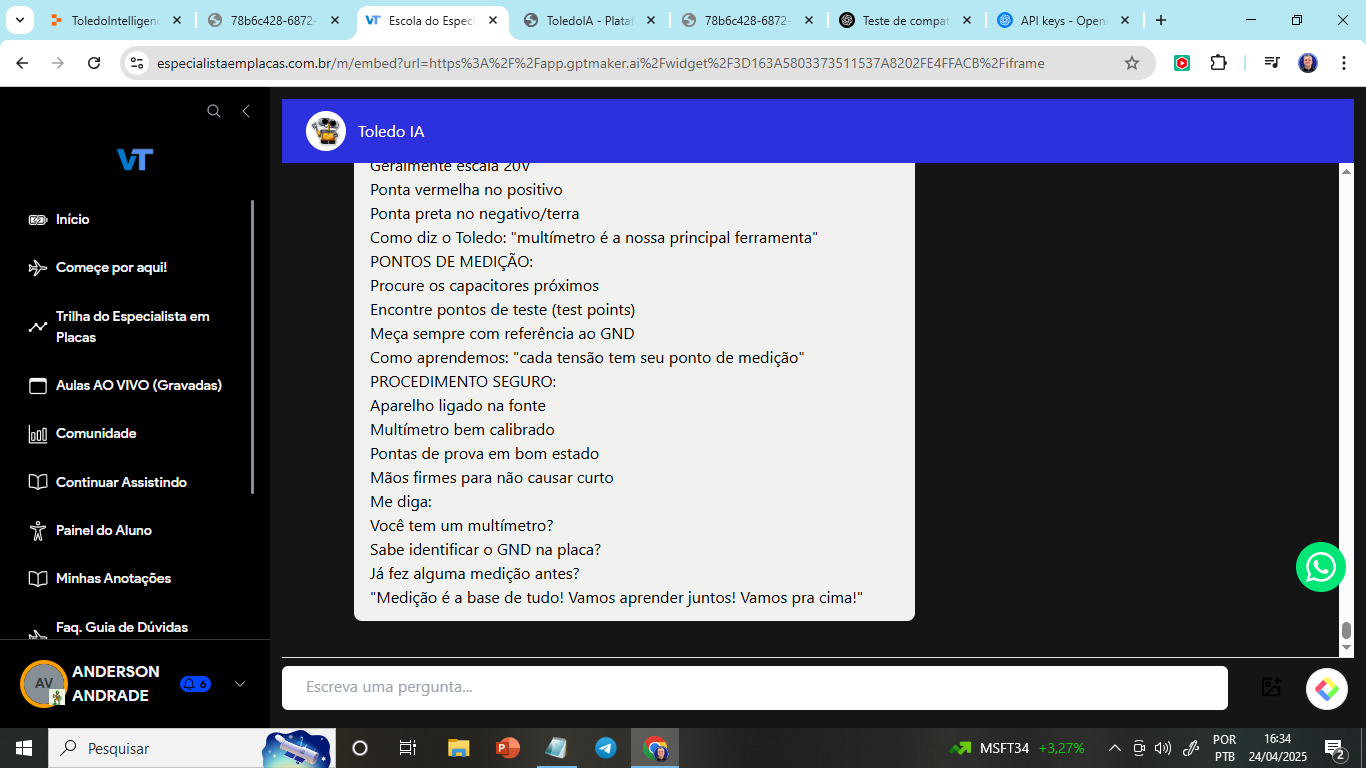 ToledoIntelligenc
78b6c428-6872-
Escola do Especi
ToledoIA - Plataf
78b6c428-6872-
Teste de compat
API keys - OpenA
especialistaemplacas.com.br/m/embed?url=https%3A%2F%2Fapp.gptmaker.ai%2Fwidget%2F3D163A5803373511537A8202FE4FFACB%2Fiframe
VT
Início
Começe por aqui!
Trilha do Especialista em
Placas
Aulas AO VIVO (Gravadas)
Comunidade
Continuar Assistindo
Painel do Aluno
Minhas Anotações
Faq. Guia de Dúvidas
AV
ANDERSON
ANDRADE
6
Toledo IA
Geralmente escala 20V
Ponta vermelha no positivo
Ponta preta no negativo/terra
Como diz o Toledo: "multímetro é a nossa principal ferramenta"
PONTOS DE MEDIÇÃO:
Procure os capacitores próximos
Encontre pontos de teste (test points)
Meça sempre com referência ao GND
Como aprendemos: "cada tensão tem seu ponto de medição"
PROCEDIMENTO SEGURO:
Aparelho ligado na fonte
Multímetro bem calibrado
Pontas de prova em bom estado
Mãos firmes para não causar curto
Me diga:
Você tem um multímetro?
Sabe identificar o GND na placa?
Já fez alguma medição antes?
"Medição é a base de tudo! Vamos aprender juntos! Vamos pra cima!"
Escreva uma pergunta...
Pesquisar
MSFT34 +3,27%
POR
PTB
16:34
24/04/2025
2